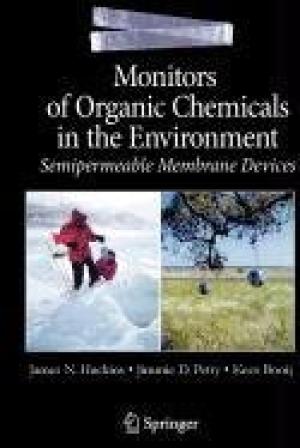 Monitors
of Organic Chemicals
in the Environment
Semipermeable Membrane Devices
James N. Huckins · Jimmie D. Petty · Kees Booij
Springer